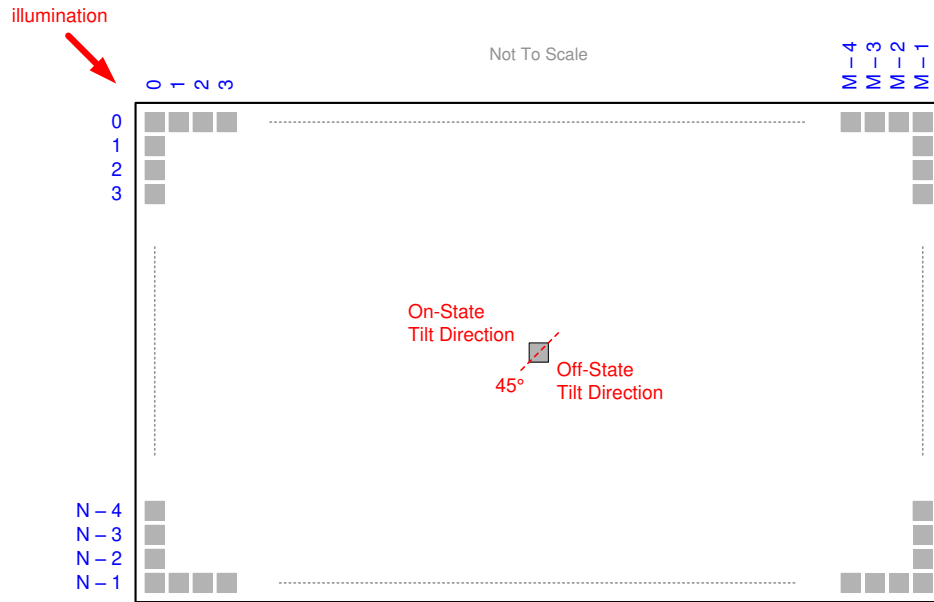 illumination
Not To Scale
0
1
2
3
M – 4
M – 3
M – 2
M – 1
0
1
2
3
On-State
Tilt Direction
45°
Off-State
Tilt Direction
N – 4
N – 3
N – 2
N – 1